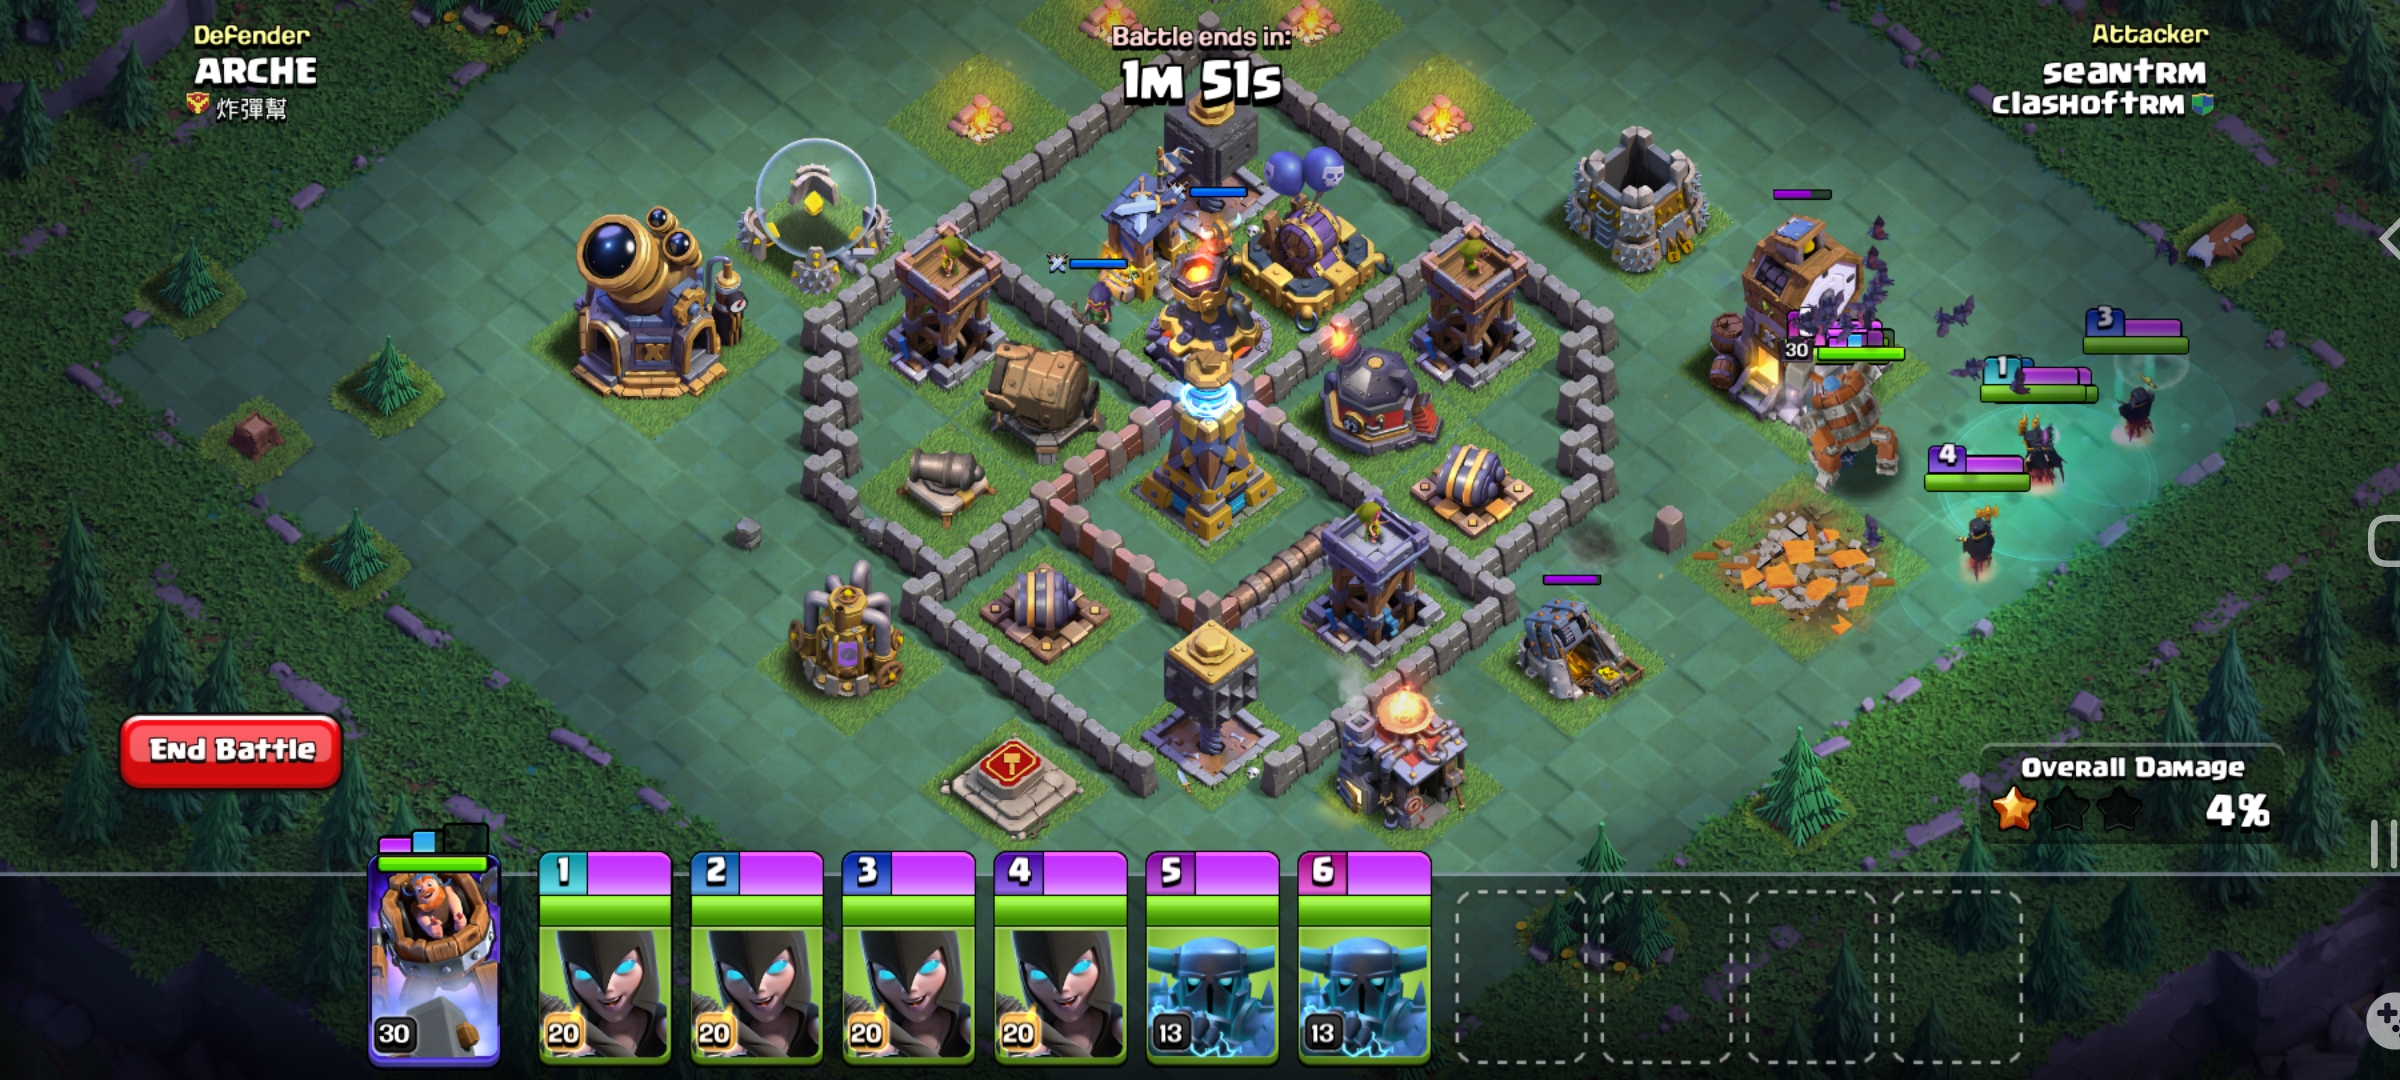 Defender
ARCHE
炸彈幫
Battle ends in:
1M 51S
Attacker
seantRM
clashoftRM
30
3
1
4
End Battle
Overall Damage
4%
1
2
3
4
5
6
30
20
20
20
20
13
13